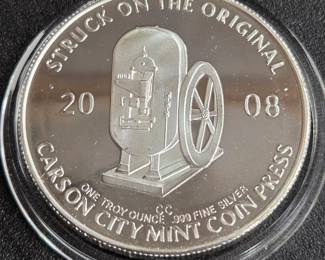 STRUCK ON THE ORIGINAL
20 08
CC
ONE TROY OUNCE .999 FINE SILVER
CARSON CITY MINT COIN PRESS